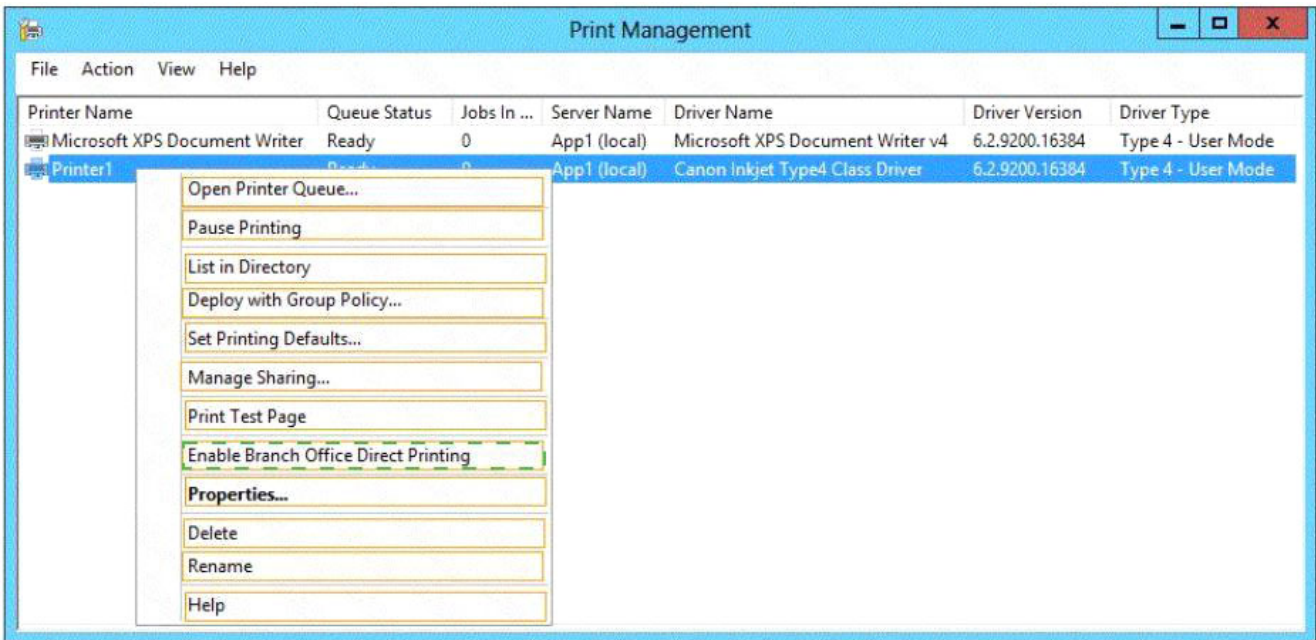 Print Management
File Action View Help
Printer Name Queue Status Jobs In ... Server Name Driver Name Driver Version Driver Type
Microsoft XPS Document Writer Ready 0 App1 (local) Microsoft XPS Document Writer v4 6.2.9200.16384 Type 4 - User Mode
Printer1 Ready 0 App1 (local) Canon Inkjet Type4 Class Driver 6.2.9200.16384 Type 4 - User Mode
Open Printer Queue...
Pause Printing
List in Directory
Deploy with Group Policy...
Set Printing Defaults...
Manage Sharing...
Print Test Page
Enable Branch Office Direct Printing
Properties...
Delete
Rename
Help